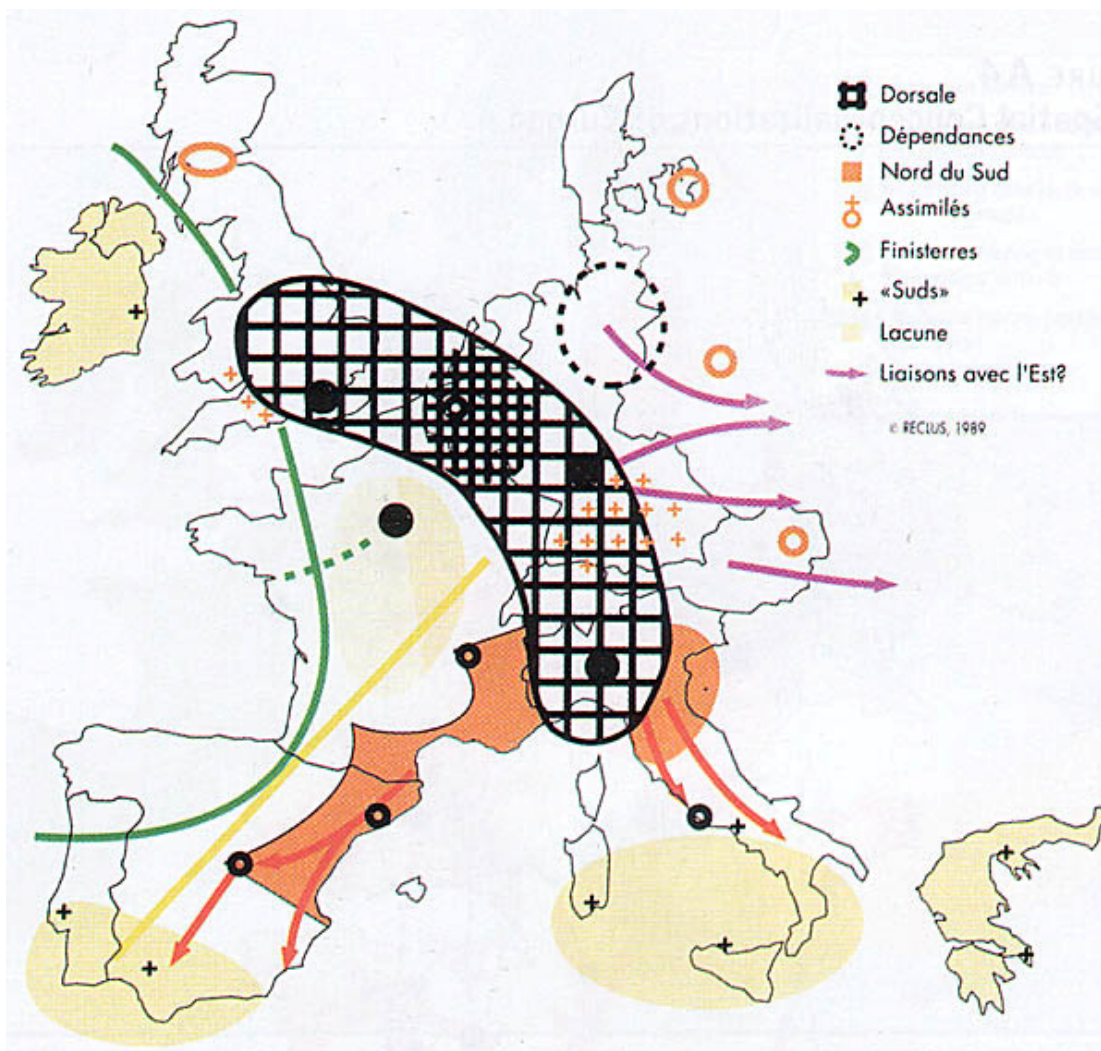 Dorsale
Dépendances
Nord du Sud
Assimilés
Finisterres
«Suds»
Lacune
Liaisons avec l'Est?
© RECLUS, 1989